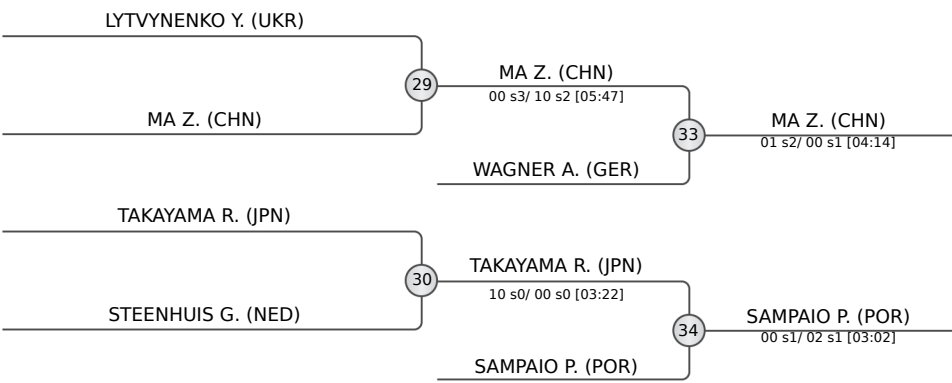 LYTVYNENKO Y. (UKR)
29
MA Z. (CHN)
MA Z. (CHN)
00 s3/ 10 s2 [05:47]
33
MA Z. (CHN)
01 s2/ 00 s1 [04:14]
WAGNER A. (GER)
TAKAYAMA R. (JPN)
30
STEENHUIS G. (NED)
TAKAYAMA R. (JPN)
10 s0/ 00 s0 [03:22]
34
SAMPAIO P. (POR)
00 s1/ 02 s1 [03:02]
SAMPAIO P. (POR)